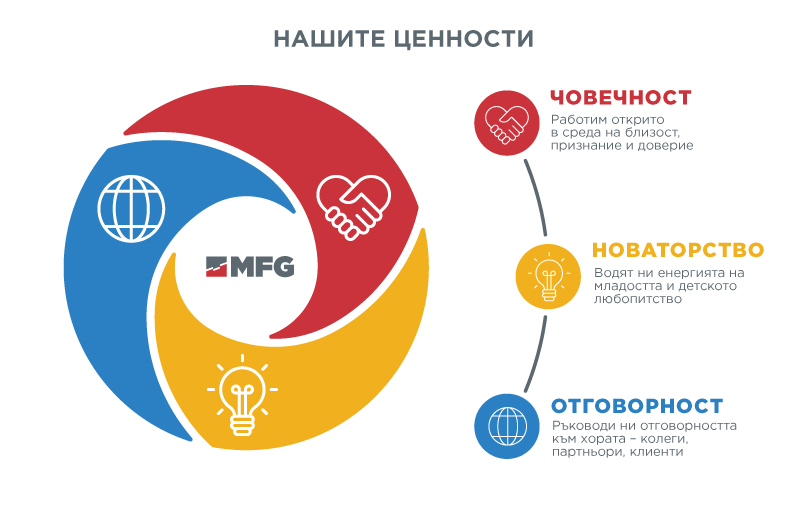 НАШИТЕ ЦЕННОСТИ
MFG
ЧОВЕЧНОСТ
Работим открито
в среда на близост,
признание и доверие
НОВАТОРСТВО
Водят ни енергията на
младостта и детското
любопитство
ОТГОВОРНОСТ
Ръководи ни отговорността
към хората – колеги,
партньори, клиенти